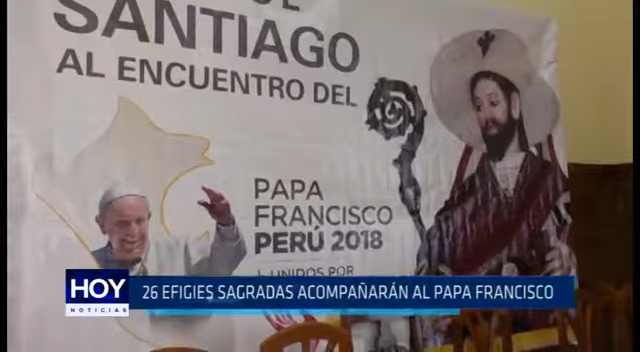 SANTIAGO
AL ENCUENTRO DEL
PAPA
FRANCISCO
PERÚ 2018
UNIDOS POR
HOY
NOTICIAS
26 EFIGIES SAGRADAS ACOMPAÑARÁN AL PAPA FRANCISCO